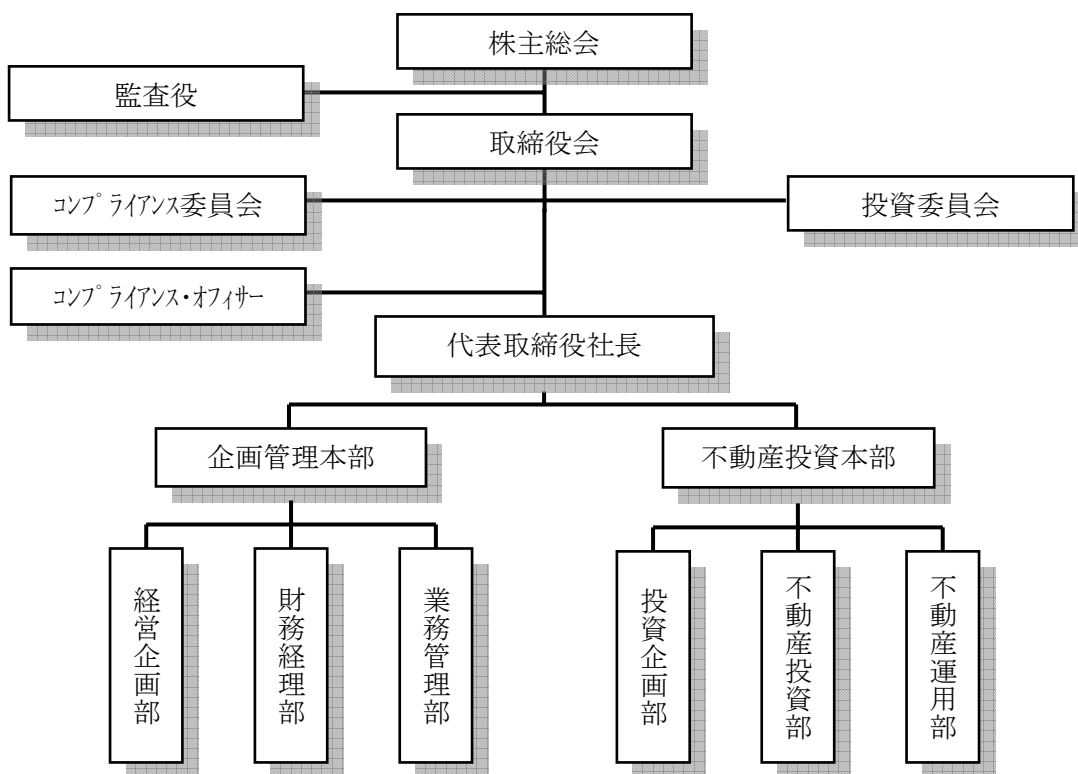 株主総会
監査役
取締役会
ｺﾝﾌﾟﾗｲｱﾝｽ委員会
投資委員会
ｺﾝﾌﾟﾗｲｱﾝｽ・ｵﾌｨｻｰ
代表取締役社長
企画管理本部
不動産投資本部
経営企画部
財務経理部
業務管理部
投資企画部
不動産投資部
不動産運用部